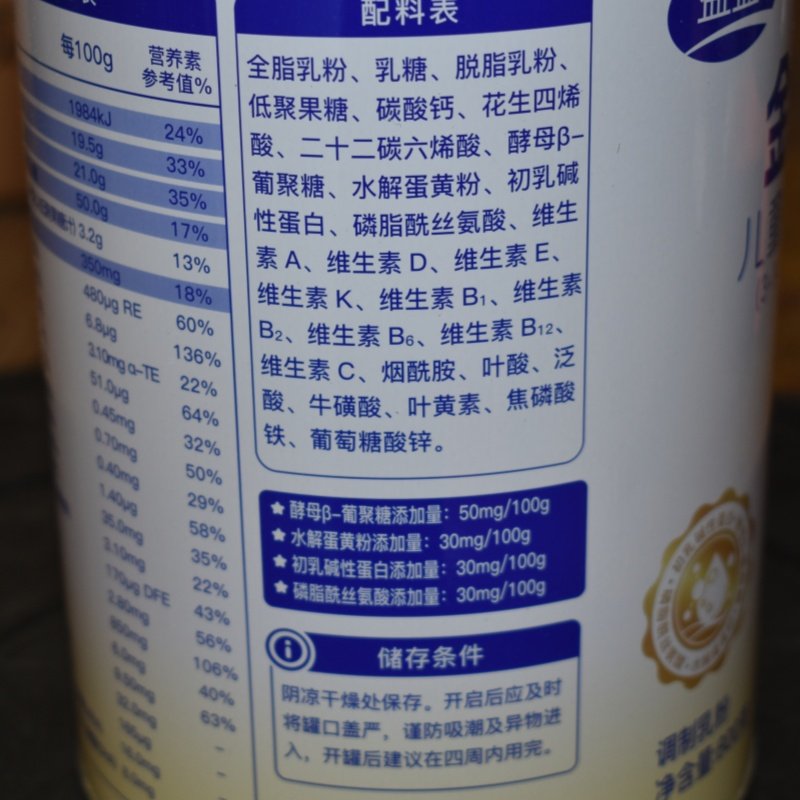 每100g
营养素
参考值%
1984kJ 24%
19.5g 33%
21.0g 35%
50.0g 17%
3.2g 13%
350mg 18%
480μg RE 60%
6.8μg 136%
3.10mg α-TE 22%
51.0μg 64%
0.45mg 32%
0.70mg 50%
0.40mg 29%
1.40μg 58%
35.0mg 35%
3.10mg 22%
170μg DFE 43%
2.80mg 56%
850mg 106%
6.0mg 40%
9.50mg 63%
配料表
全脂乳粉、乳糖、脱脂乳粉、
低聚果糖、碳酸钙、花生四烯
酸、二十二碳六烯酸、酵母β–
葡聚糖、水解蛋黄粉、初乳碱
性蛋白、磷脂酰丝氨酸、维生
素 A、维生素 D、维生素 E、
维生素 K、维生素 B₁、维生素
B₂、维生素 B₆、维生素 B₁₂、
维生素 C、烟酰胺、叶酸、泛
酸、牛磺酸、叶黄素、焦磷酸
铁、葡萄糖酸锌。
★酵母β–葡聚糖添加量：50mg/100g
★水解蛋黄粉添加量：30mg/100g
★初乳碱性蛋白添加量：30mg/100g
★磷脂酰丝氨酸添加量：30mg/100g
储存条件
阴凉干燥处保存。开启后应及时
将罐口盖严，谨防吸潮及异物进
入，开罐后建议在四周内用完。
调制乳粉
净含量